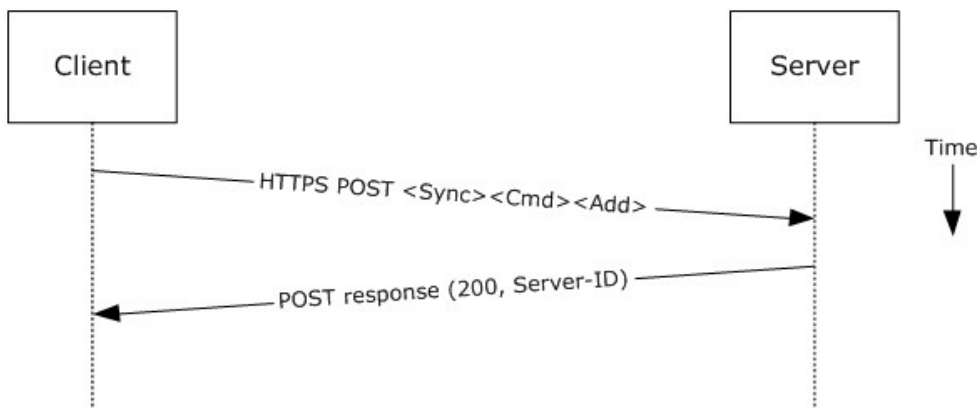 Client
Server
Time
HTTPS POST <Sync><Cmd><Add>
POST response (200, Server-ID)